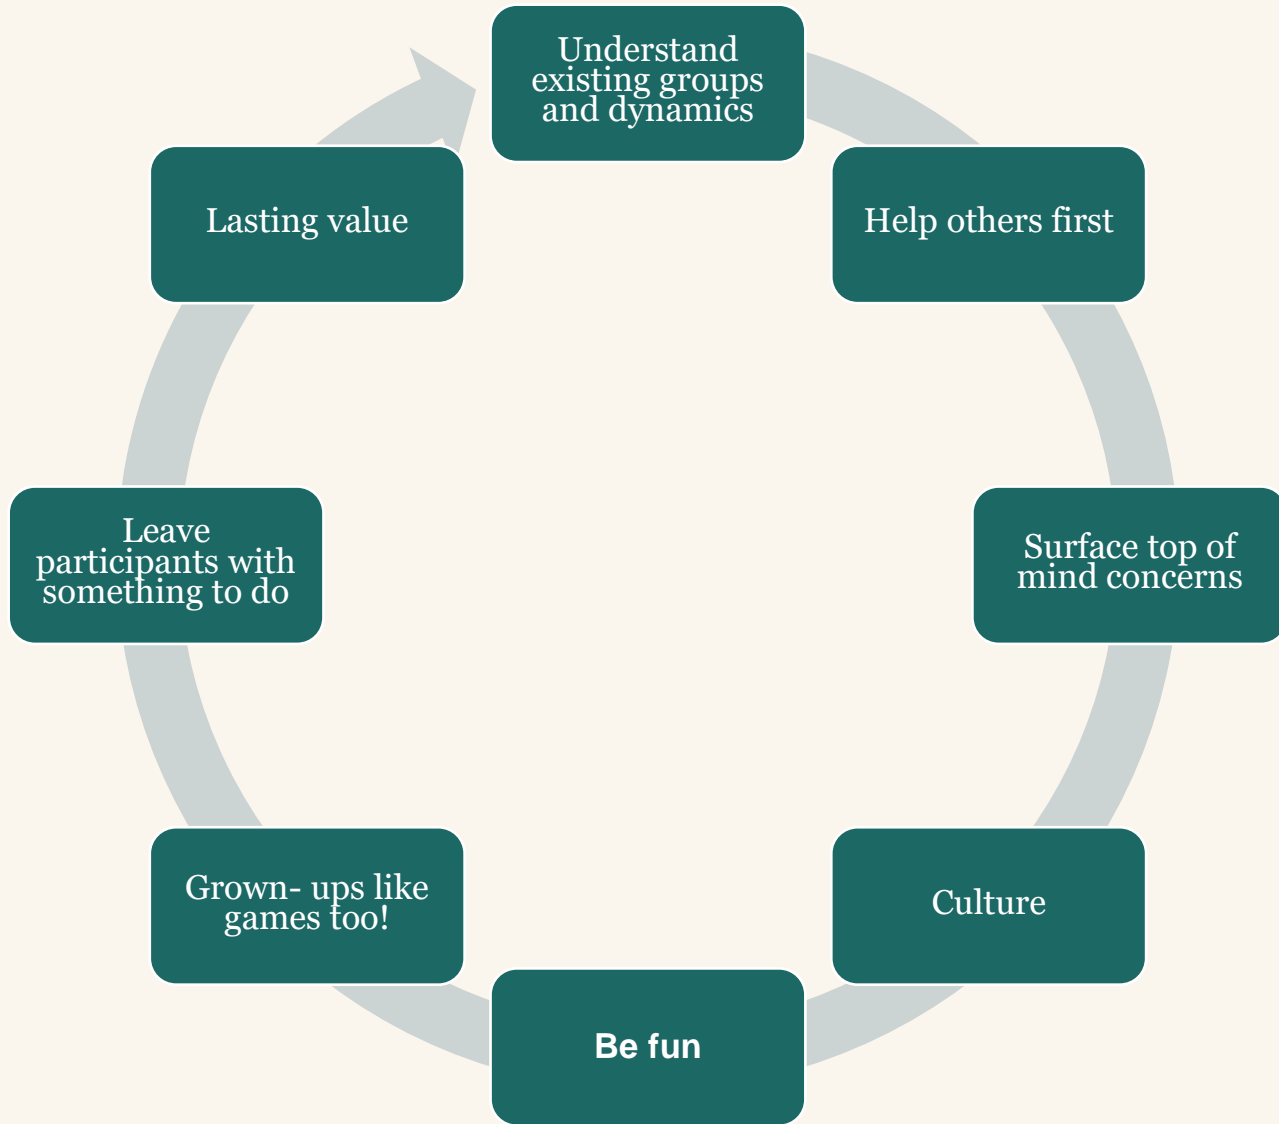 Understand
existing groups
and dynamics
Help others first
Surface top of
mind concerns
Culture
Be fun
Grown- ups like
games too!
Leave
participants with
something to do
Lasting value